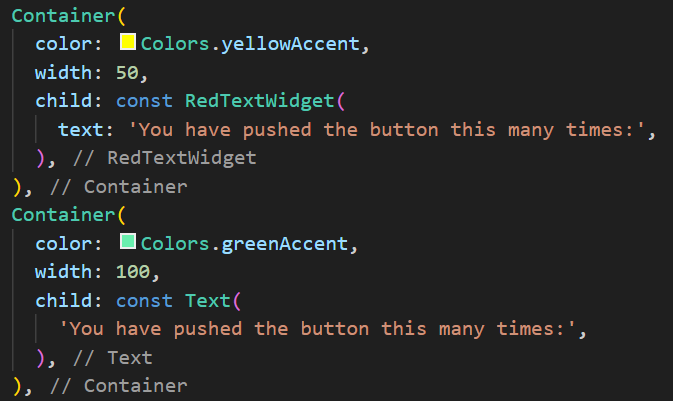 Container(
  color: Colors.yellowAccent,
  width: 50,
  child: const RedTextWidget(
    text: 'You have pushed the button this many times:',
  ), // RedTextWidget
), // Container
Container(
  color: Colors.greenAccent,
  width: 100,
  child: const Text(
    'You have pushed the button this many times:',
  ), // Text
), // Container